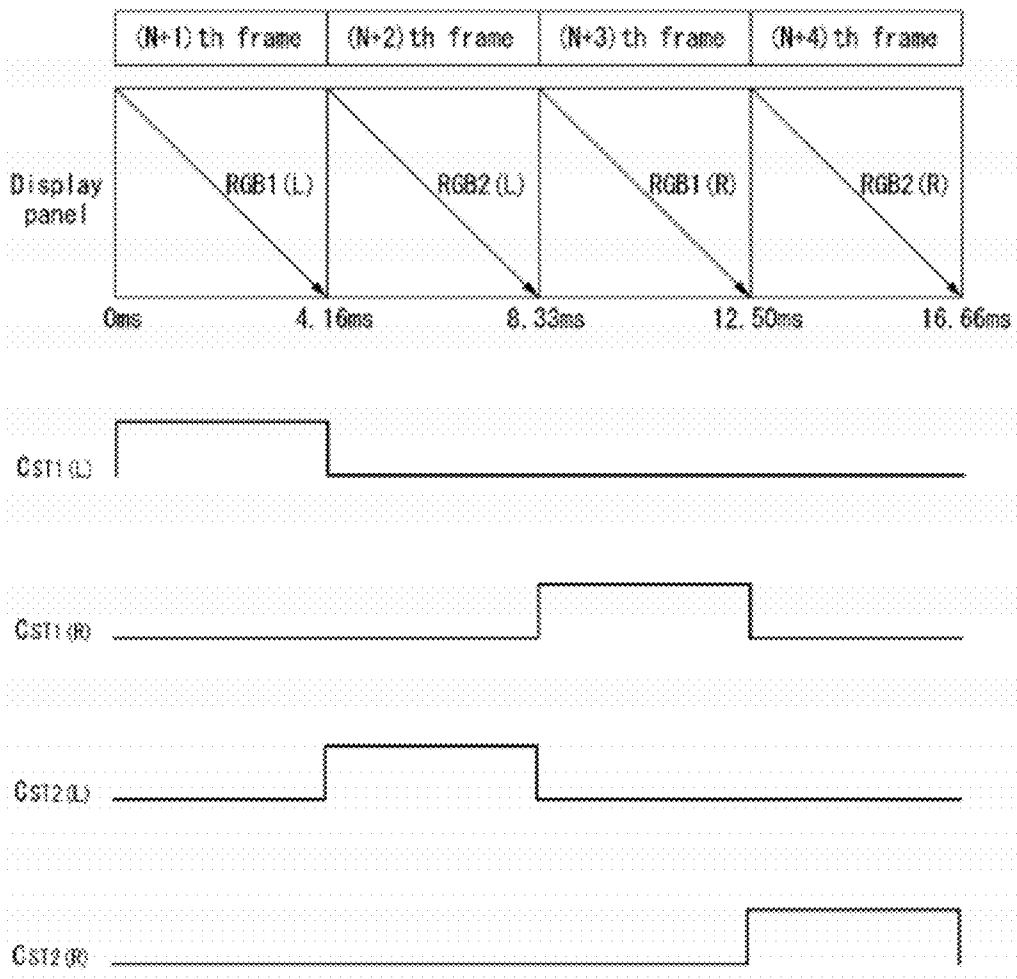 (N+1)th frame (N+2)th frame (N+3)th frame (N+4)th frame
Display panel
RGB1(L) RGB2(L) RGB1(R) RGB2(R)
0ms 4.16ms 8.33ms 12.50ms 16.66ms
CST1(L)
CST1(R)
CST2(L)
CST2(R)